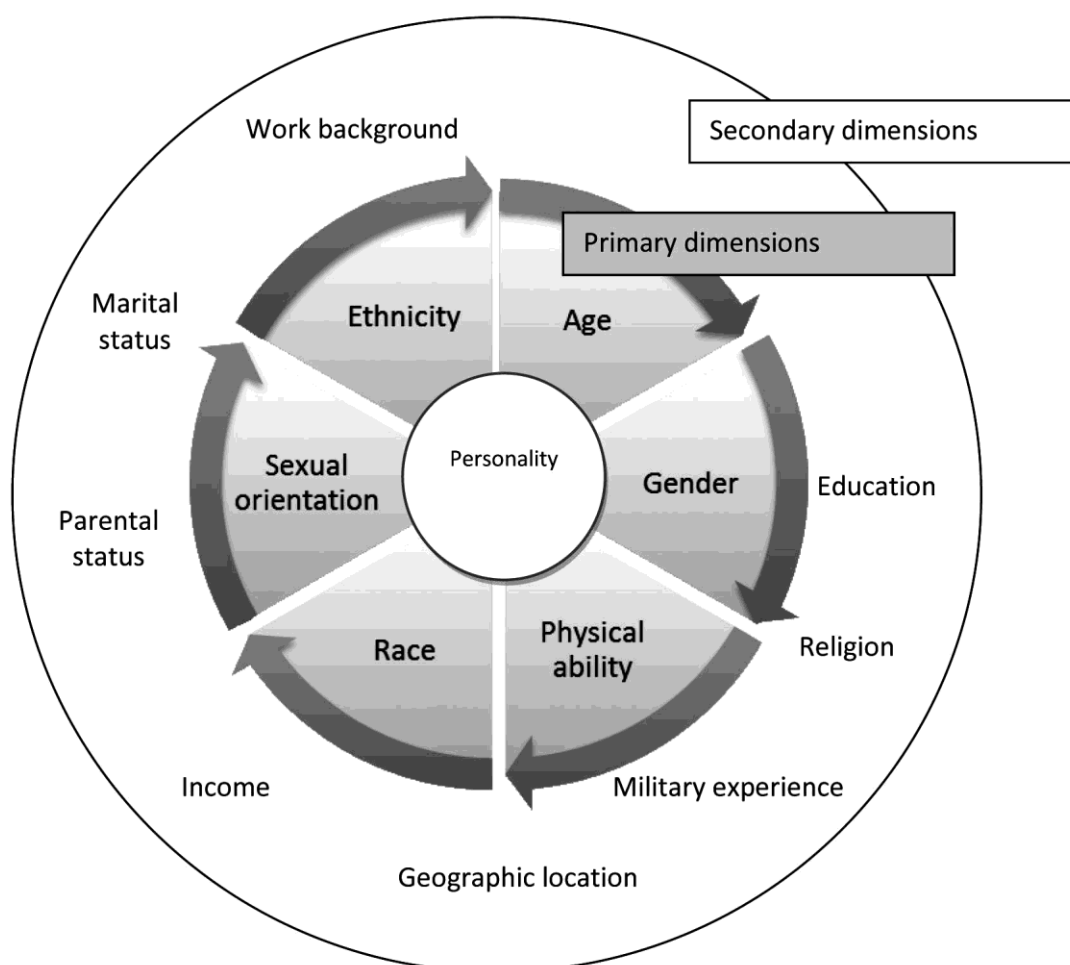 Work background
Secondary dimensions
Primary dimensions
Marital
status
Ethnicity
Age
Personality
Sexual
orientation
Gender
Education
Parental
status
Race
Physical
ability
Religion
Income
Military experience
Geographic location